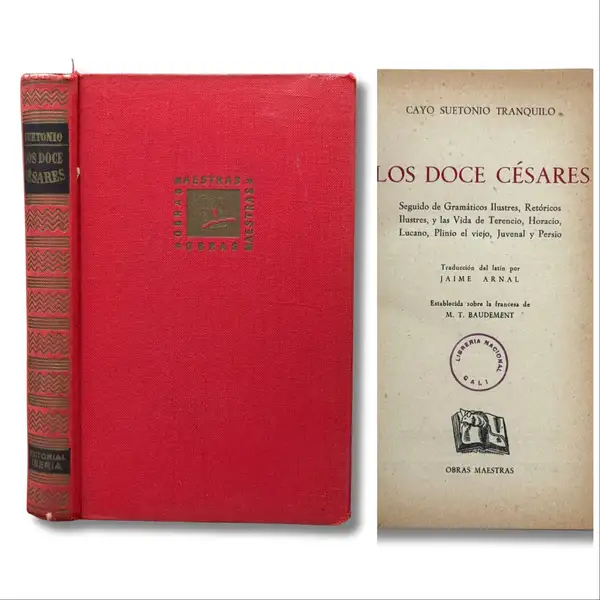 SUETONIO
LOS DOCE
CÉSARES
EDITORIAL
IBERIA
OBRAS MAESTRAS
MAESTRAS
OBRAS
CAYO SUETONIO TRANQUILO
LOS DOCE CÉSARES
Seguido de Gramáticos Ilustres, Retóricos
Ilustres, y las Vida de Terencio, Horacio,
Lucano, Plinio el viejo, Juvenal y Persio
Traducción del latín por
JAIME ARNAL
Establecida sobre la francesa de
M. T. BAUDEMENT
LIBRERIA NACIONAL
CALI
OBRAS MAESTRAS